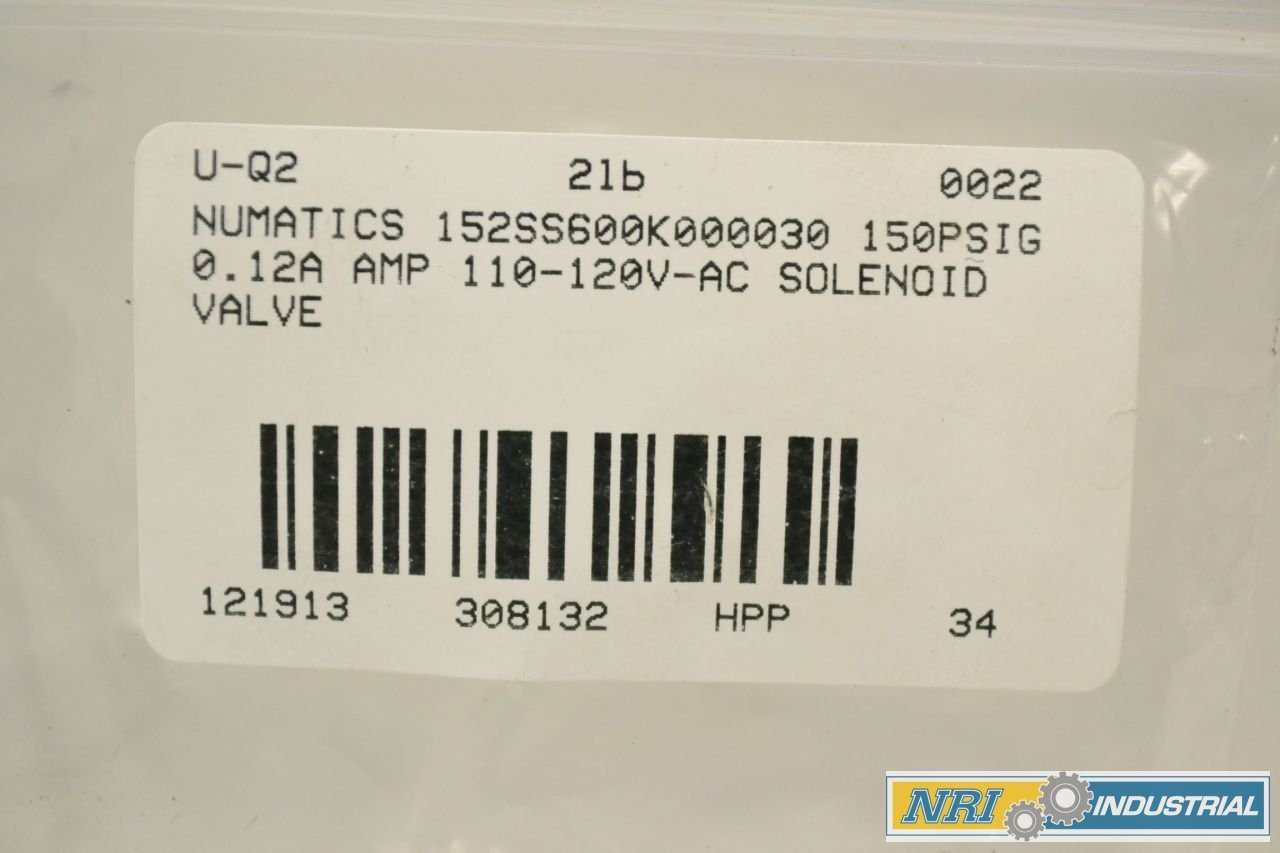 U-Q2 2lb 0022
NUMATICS 152SS600K000030 150PSIG
0.12A AMP 110-120V-AC SOLENOID
VALVE
121913 308132 HPP 34
NRI INDUSTRIAL